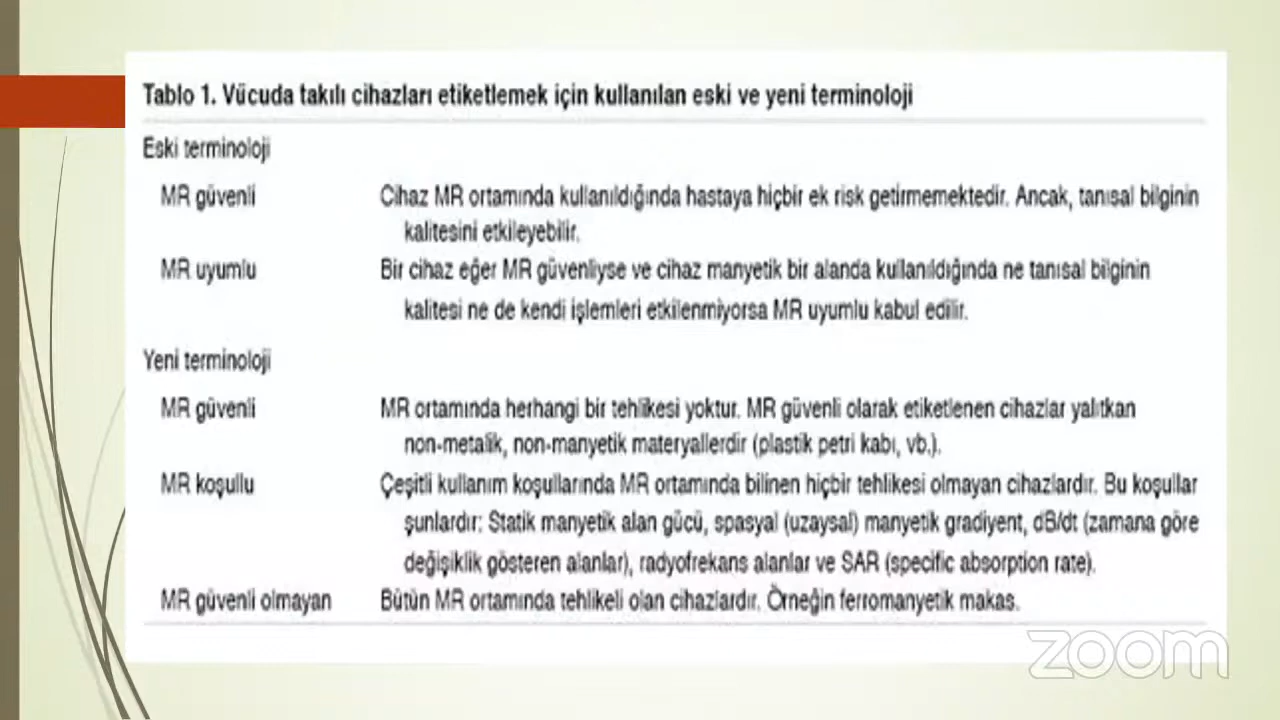 Tablo 1. Vücuda takılı cihazları etiketlemek için kullanılan eski ve yeni terminoloji
Eski terminoloji
MR güvenli Cihaz MR ortamında kullanıldığında hastaya hiçbir ek risk getirmemektedir. Ancak, tanısal bilginin
kalitesini etkileyebilir.
MR uyumlu Bir cihaz eğer MR güvenliyse ve cihaz manyetik bir alanda kullanıldığında ne tanısal bilginin
kalitesi ne de kendi işlemleri etkilenmiyorsa MR uyumlu kabul edilir.
Yeni terminoloji
MR güvenli MR ortamında herhangi bir tehlikesi yoktur. MR güvenli olarak etiketlenen cihazlar yalıtkan
non-metalik, non-manyetik materyallerdir (plastik petri kabı, vb.).
MR koşullu Çeşitli kullanım koşullarında MR ortamında bilinen hiçbir tehlikesi olmayan cihazlardır. Bu koşullar
şunlardır: Statik manyetik alan gücü, spasyal (uzaysal) manyetik gradiyent, dB/dt (zamana göre
değişiklik gösteren alanlar), radyofrekans alanlar ve SAR (specific absorption rate).
MR güvenli olmayan Bütün MR ortamında tehlikeli olan cihazlardır. Örneğin ferromanyetik makas.
zoom